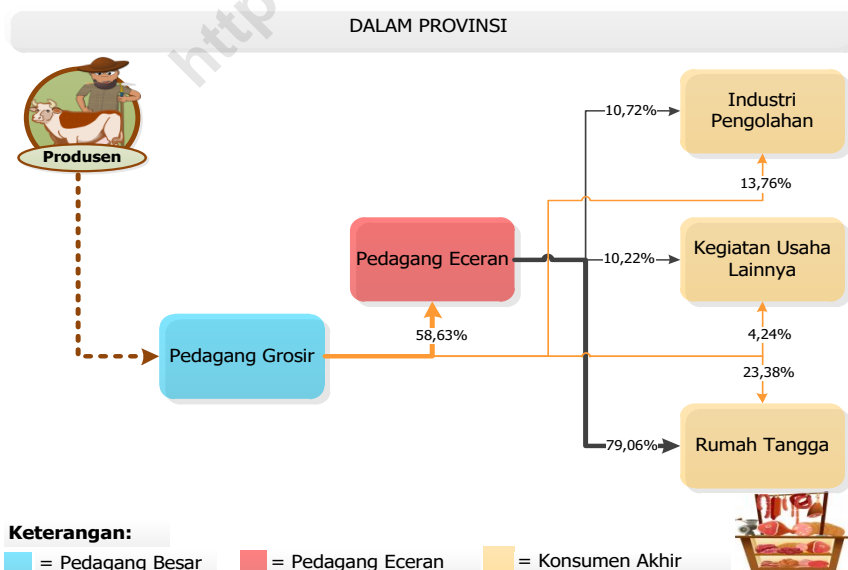 http
DALAM PROVINSI
Produsen
Industri
Pengolahan
10,72%
13,76%
Pedagang Eceran
10,22%
Kegiatan Usaha
Lainnya
58,63%
4,24%
Pedagang Grosir
23,38%
79,06%
Rumah Tangga
Keterangan:
= Pedagang Besar
= Pedagang Eceran
= Konsumen Akhir